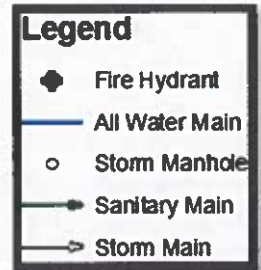 Legend
Fire Hydrant
All Water Main
Storm Manhole
Sanitary Main
Storm Main